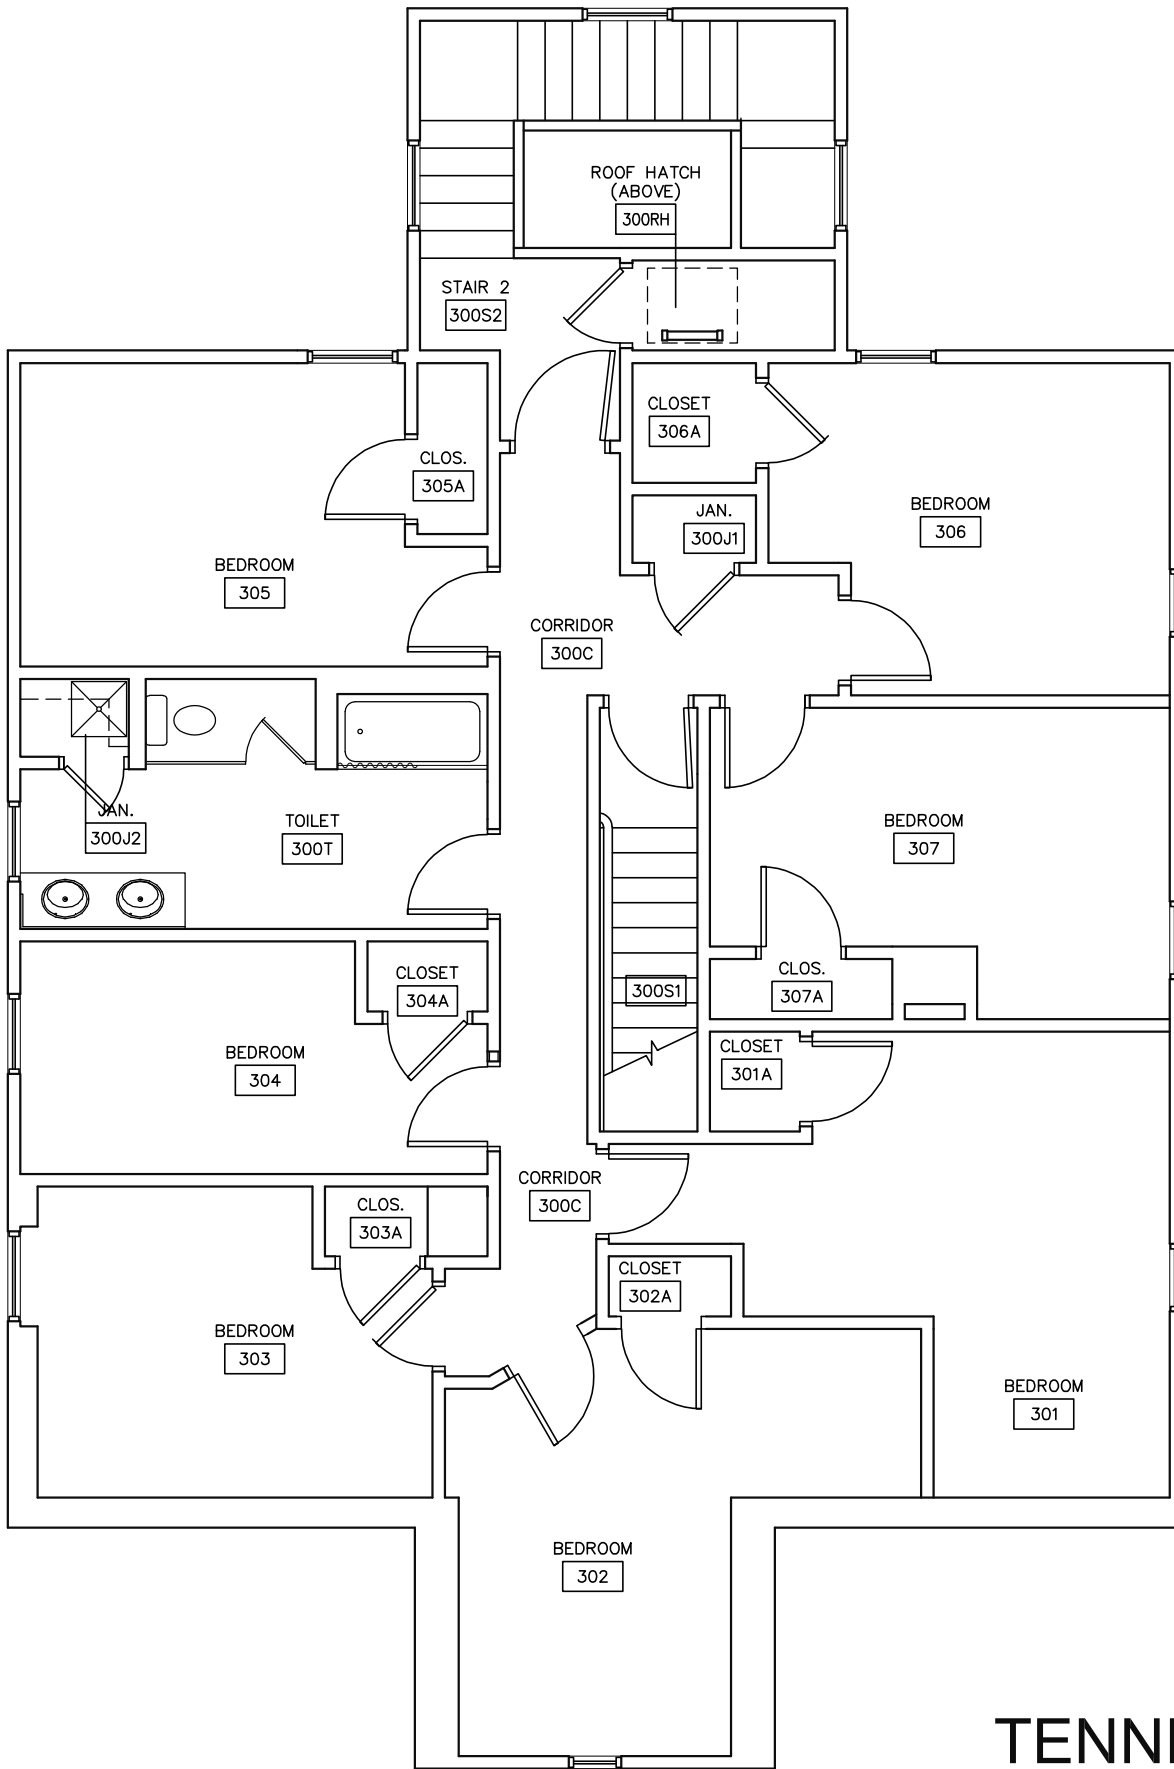 ROOF HATCH
(ABOVE)
300RH
STAIR 2
300S2
CLOSET
306A
CLOS.
305A
JAN.
300J1
BEDROOM
306
BEDROOM
305
CORRIDOR
300C
JAN.
300J2
TOILET
300T
BEDROOM
307
CLOSET
304A
CLOS.
307A
300S1
BEDROOM
304
CLOSET
301A
CORRIDOR
300C
CLOS.
303A
CLOSET
302A
BEDROOM
303
BEDROOM
301
BEDROOM
302